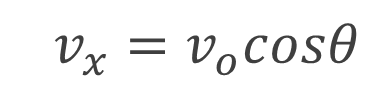 vₓ = vₒcosθ